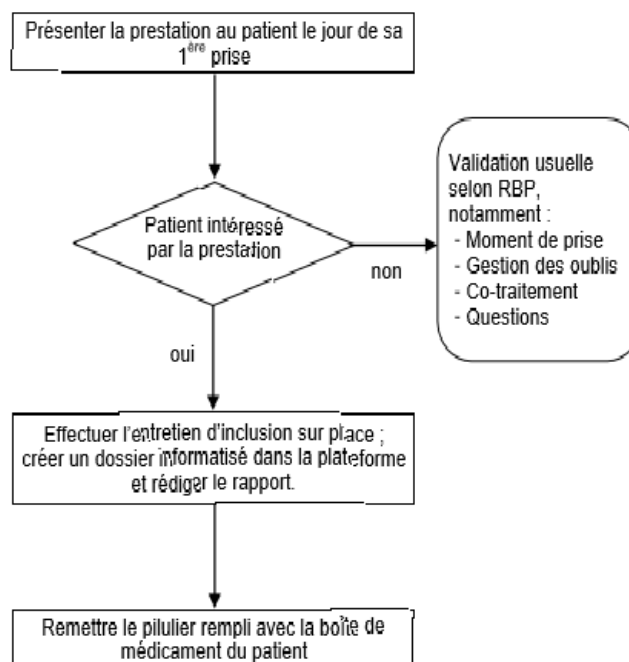 Présenter la prestation au patient le jour de sa
1ère prise
Patient intéressé
par la prestation
non
Validation usuelle
selon RBP,
notamment :
- Moment de prise
- Gestion des oublis
- Co-traitement
- Questions
oui
Effectuer l'entretien d'inclusion sur place ;
créer un dossier informatisé dans la plateforme
et rédiger le rapport.
Remettre le pilulier rempli avec la boîte de
médicament du patient